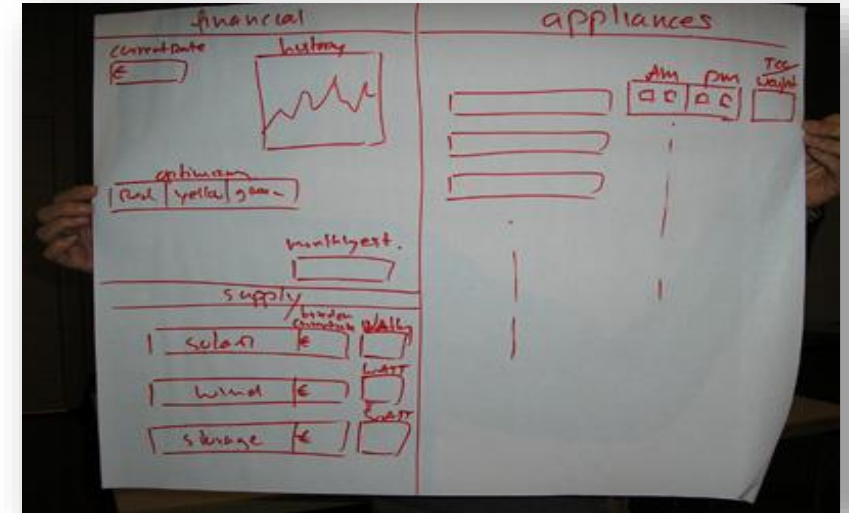 financial
appliances
current rate
€
history
Am pm
weight
optimum
Red yellow green
monthly est.
supply
solar €
wind € WATT
storage € WATT